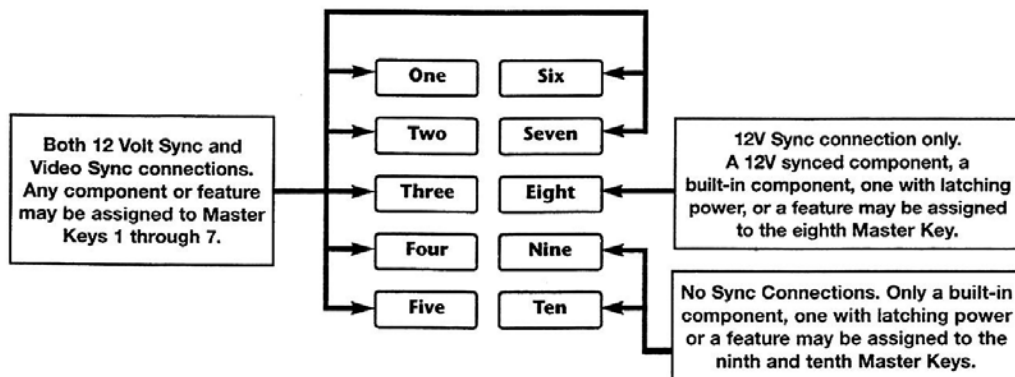 One
Six
Two
Seven
Three
Eight
Four
Nine
Five
Ten
Both 12 Volt Sync and
Video Sync connections.
Any component or feature
may be assigned to Master
Keys 1 through 7.
12V Sync connection only.
A 12V synced component, a
built-in component, one with latching
power, or a feature may be assigned
to the eighth Master Key.
No Sync Connections. Only a built-in
component, one with latching power
or a feature may be assigned to the
ninth and tenth Master Keys.